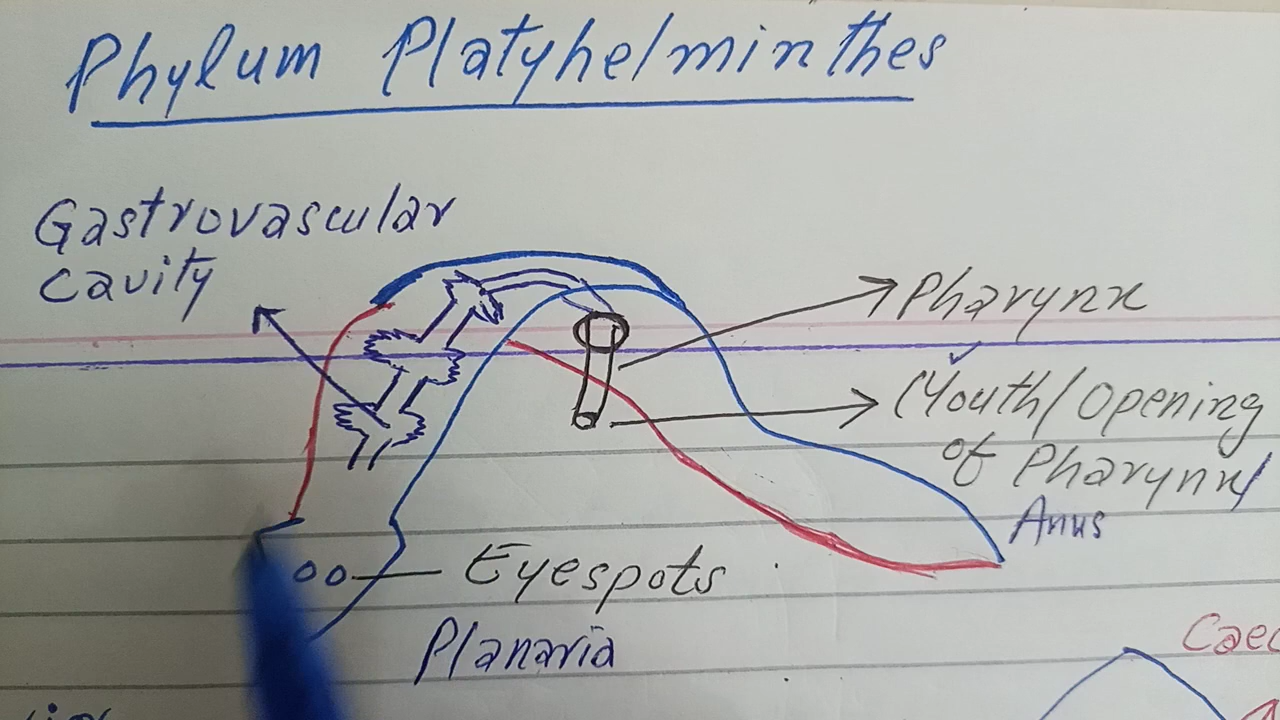 Phylum Platyhelminthes
Gastrovascular
cavity
Pharynx
Mouth/Opening
of Pharynx/
Anus
Eyespots
Planaria
Caec